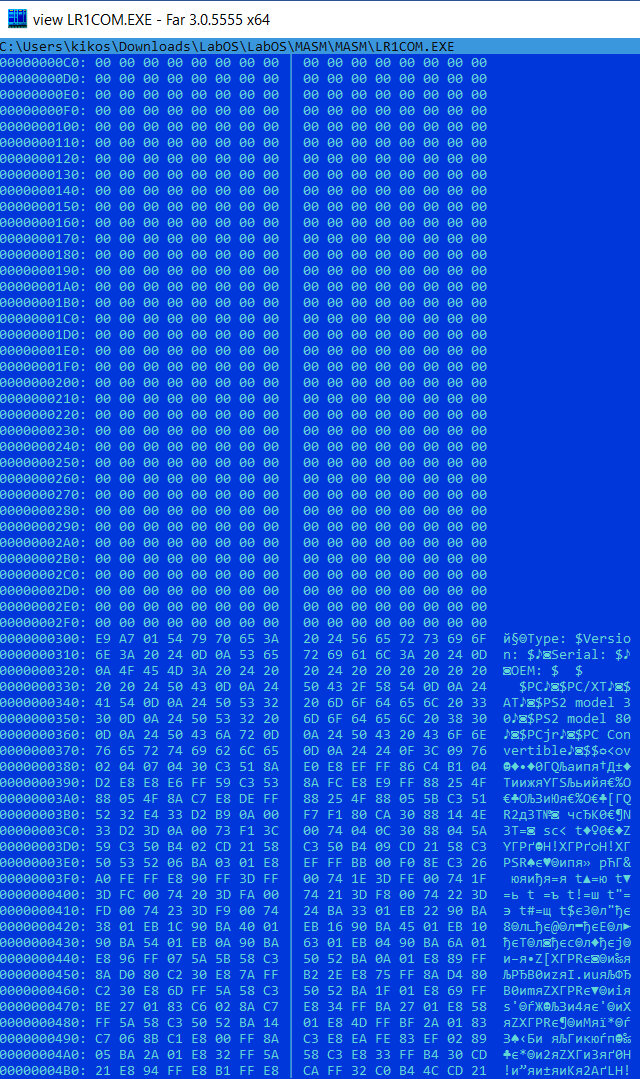 view LR1COM.EXE - Far 3.0.5555 x64
C:\Users\kikos\Downloads\LabOS\LabOS\MASM\MASM\LR1COM.EXE
00000000C0: 00 00 00 00 00 00 00 00 │ 00 00 00 00 00 00 00 00
00000000D0: 00 00 00 00 00 00 00 00 │ 00 00 00 00 00 00 00 00
00000000E0: 00 00 00 00 00 00 00 00 │ 00 00 00 00 00 00 00 00
00000000F0: 00 00 00 00 00 00 00 00 │ 00 00 00 00 00 00 00 00
0000000100: 00 00 00 00 00 00 00 00 │ 00 00 00 00 00 00 00 00
0000000110: 00 00 00 00 00 00 00 00 │ 00 00 00 00 00 00 00 00
0000000120: 00 00 00 00 00 00 00 00 │ 00 00 00 00 00 00 00 00
0000000130: 00 00 00 00 00 00 00 00 │ 00 00 00 00 00 00 00 00
0000000140: 00 00 00 00 00 00 00 00 │ 00 00 00 00 00 00 00 00
0000000150: 00 00 00 00 00 00 00 00 │ 00 00 00 00 00 00 00 00
0000000160: 00 00 00 00 00 00 00 00 │ 00 00 00 00 00 00 00 00
0000000170: 00 00 00 00 00 00 00 00 │ 00 00 00 00 00 00 00 00
0000000180: 00 00 00 00 00 00 00 00 │ 00 00 00 00 00 00 00 00
0000000190: 00 00 00 00 00 00 00 00 │ 00 00 00 00 00 00 00 00
00000001A0: 00 00 00 00 00 00 00 00 │ 00 00 00 00 00 00 00 00
00000001B0: 00 00 00 00 00 00 00 00 │ 00 00 00 00 00 00 00 00
00000001C0: 00 00 00 00 00 00 00 00 │ 00 00 00 00 00 00 00 00
00000001D0: 00 00 00 00 00 00 00 00 │ 00 00 00 00 00 00 00 00
00000001E0: 00 00 00 00 00 00 00 00 │ 00 00 00 00 00 00 00 00
00000001F0: 00 00 00 00 00 00 00 00 │ 00 00 00 00 00 00 00 00
0000000200: 00 00 00 00 00 00 00 00 │ 00 00 00 00 00 00 00 00
0000000210: 00 00 00 00 00 00 00 00 │ 00 00 00 00 00 00 00 00
0000000220: 00 00 00 00 00 00 00 00 │ 00 00 00 00 00 00 00 00
0000000230: 00 00 00 00 00 00 00 00 │ 00 00 00 00 00 00 00 00
0000000240: 00 00 00 00 00 00 00 00 │ 00 00 00 00 00 00 00 00
0000000250: 00 00 00 00 00 00 00 00 │ 00 00 00 00 00 00 00 00
0000000260: 00 00 00 00 00 00 00 00 │ 00 00 00 00 00 00 00 00
0000000270: 00 00 00 00 00 00 00 00 │ 00 00 00 00 00 00 00 00
0000000280: 00 00 00 00 00 00 00 00 │ 00 00 00 00 00 00 00 00
0000000290: 00 00 00 00 00 00 00 00 │ 00 00 00 00 00 00 00 00
00000002A0: 00 00 00 00 00 00 00 00 │ 00 00 00 00 00 00 00 00
00000002B0: 00 00 00 00 00 00 00 00 │ 00 00 00 00 00 00 00 00
00000002C0: 00 00 00 00 00 00 00 00 │ 00 00 00 00 00 00 00 00
00000002D0: 00 00 00 00 00 00 00 00 │ 00 00 00 00 00 00 00 00
00000002E0: 00 00 00 00 00 00 00 00 │ 00 00 00 00 00 00 00 00
00000002F0: 00 00 00 00 00 00 00 00 │ 00 00 00 00 00 00 00 00
0000000300: E9 A7 01 54 79 70 65 3A │ 20 24 56 65 72 73 69 6F й§☺Type: $Versio
0000000310: 6E 3A 20 24 0D 0A 53 65 │ 72 69 61 6C 3A 20 24 0D n: $♪◙Serial: $♪
0000000320: 0A 4F 45 4D 3A 20 24 20 │ 20 24 20 20 20 20 20 20 ◙OEM: $  $
0000000330: 20 20 24 50 43 0D 0A 24 │ 50 43 2F 58 54 0D 0A 24 $PC♪◙$PC/XT♪◙$
0000000340: 41 54 0D 0A 24 50 53 32 │ 20 6D 6F 64 65 6C 20 33 AT♪◙$PS2 model 3
0000000350: 30 0D 0A 24 50 53 32 20 │ 6D 6F 64 65 6C 20 38 30 0♪◙$PS2 model 80
0000000360: 0D 0A 24 50 43 6A 72 0D │ 0A 24 50 43 20 43 6F 6E ♪◙$PCjr♪◙$PC Con
0000000370: 76 65 72 74 69 62 6C 65 │ 0D 0A 24 24 0F 3C 09 76 vertible♪◙$$☼<○v
0000000380: 02 04 07 04 30 C3 51 8A │ E0 E8 EF FF 86 C4 B1 04 ☻♦•♦0ГQЉаипя†Д±♦
0000000390: D2 E8 E8 E6 FF 59 C3 53 │ 8A FC E8 E9 FF 88 25 4F ТиижяYГSЉьийя€%O
00000003A0: 88 05 4F 8A C7 E8 DE FF │ 88 25 4F 88 05 5B C3 51 €♣OЉЗиЮя€%O€♣[ГQ
00000003B0: 52 32 E4 33 D2 B9 0A 00 │ F7 F1 80 CA 30 88 14 4E
00000003C0: 33 D2 3D 0A 00 73 F1 3C │ 00 74 04 0C 30 88 04 5A
00000003D0: 59 C3 50 B4 02 CD 21 58 │ C3 50 B4 09 CD 21 58 C3
00000003E0: 50 53 52 06 BA 03 01 E8 │ EF FF BB 00 F0 8E C3 26
00000003F0: A0 FE FF E8 90 FF 3D FF │ 00 74 1E 3D FE 00 74 1F
0000000400: 3D FC 00 74 20 3D FA 00 │ 74 21 3D F8 00 74 22 3D
0000000410: FD 00 74 23 3D F9 00 74 │ 24 BA 33 01 EB 22 90 BA
0000000420: 38 01 EB 1C 90 BA 40 01 │ EB 16 90 BA 45 01 EB 10
0000000430: 90 BA 54 01 EB 0A 90 BA │ 63 01 EB 04 90 BA 6A 01
0000000440: E8 96 FF 07 5A 5B 58 C3 │ 50 52 BA 0A 01 E8 89 FF
0000000450: 8A D0 80 C2 30 E8 7A FF │ B2 2E E8 75 FF 8A D4 80
0000000460: C2 30 E8 6D FF 5A 58 C3 │ 50 52 BA 1F 01 E8 69 FF
0000000470: BE 27 01 83 C6 02 8A C7 │ E8 34 FF BA 27 01 E8 58
0000000480: FF 5A 58 C3 50 52 BA 14 │ 01 E8 4D FF BF 2A 01 83
0000000490: C7 06 8B C1 E8 00 FF 8A │ C3 E8 EA FE 83 EF 02 89
00000004A0: 05 BA 2A 01 E8 32 FF 5A │ 58 C3 E8 33 FF B4 30 CD
00000004B0: 21 E8 94 FF E8 B1 FF E8 │ CA FF 32 C0 B4 4C CD 21